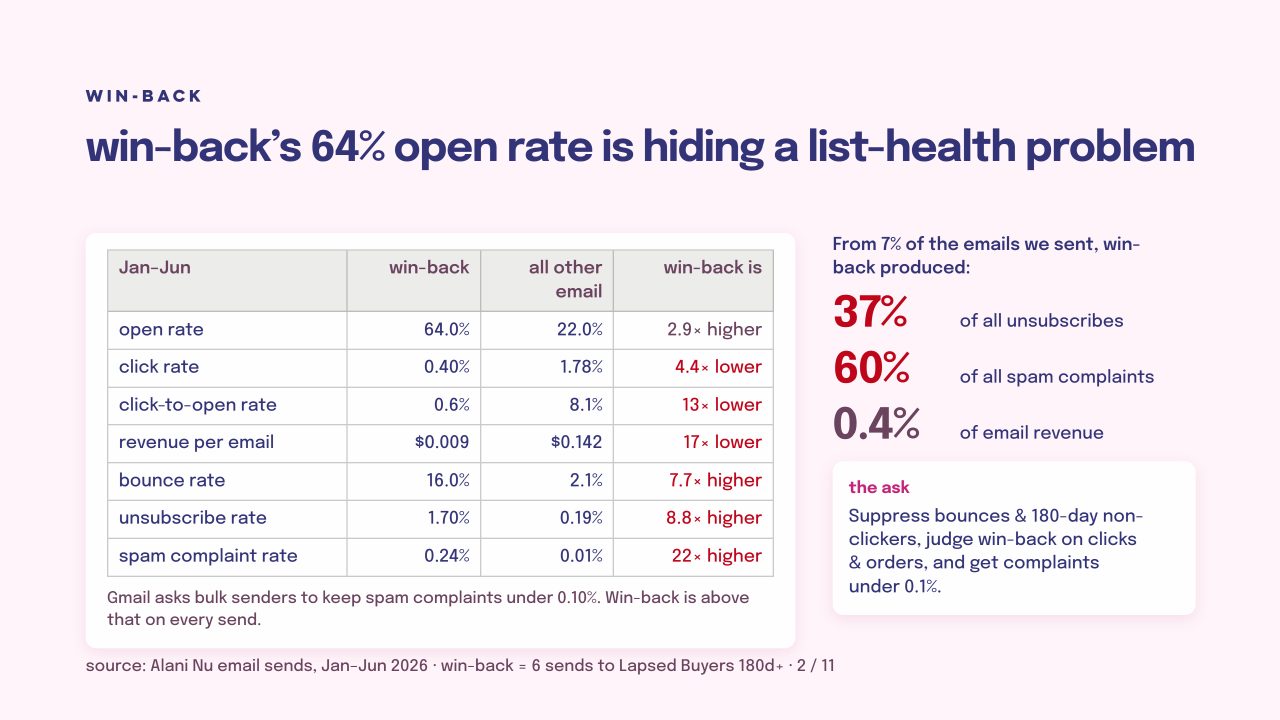 WIN-BACK
win-back’s 64% open rate is hiding a list-health problem
Jan–Jun win-back all other email win-back is
open rate 64.0% 22.0% 2.9× higher
click rate 0.40% 1.78% 4.4× lower
click-to-open rate 0.6% 8.1% 13× lower
revenue per email $0.009 $0.142 17× lower
bounce rate 16.0% 2.1% 7.7× higher
unsubscribe rate 1.70% 0.19% 8.8× higher
spam complaint rate 0.24% 0.01% 22× higher
Gmail asks bulk senders to keep spam complaints under 0.10%. Win-back is above
that on every send.
From 7% of the emails we sent, win-
back produced:
37% of all unsubscribes
60% of all spam complaints
0.4% of email revenue
the ask
Suppress bounces & 180-day non-
clickers, judge win-back on clicks
& orders, and get complaints
under 0.1%.
source: Alani Nu email sends, Jan–Jun 2026 · win-back = 6 sends to Lapsed Buyers 180d+ · 2 / 11